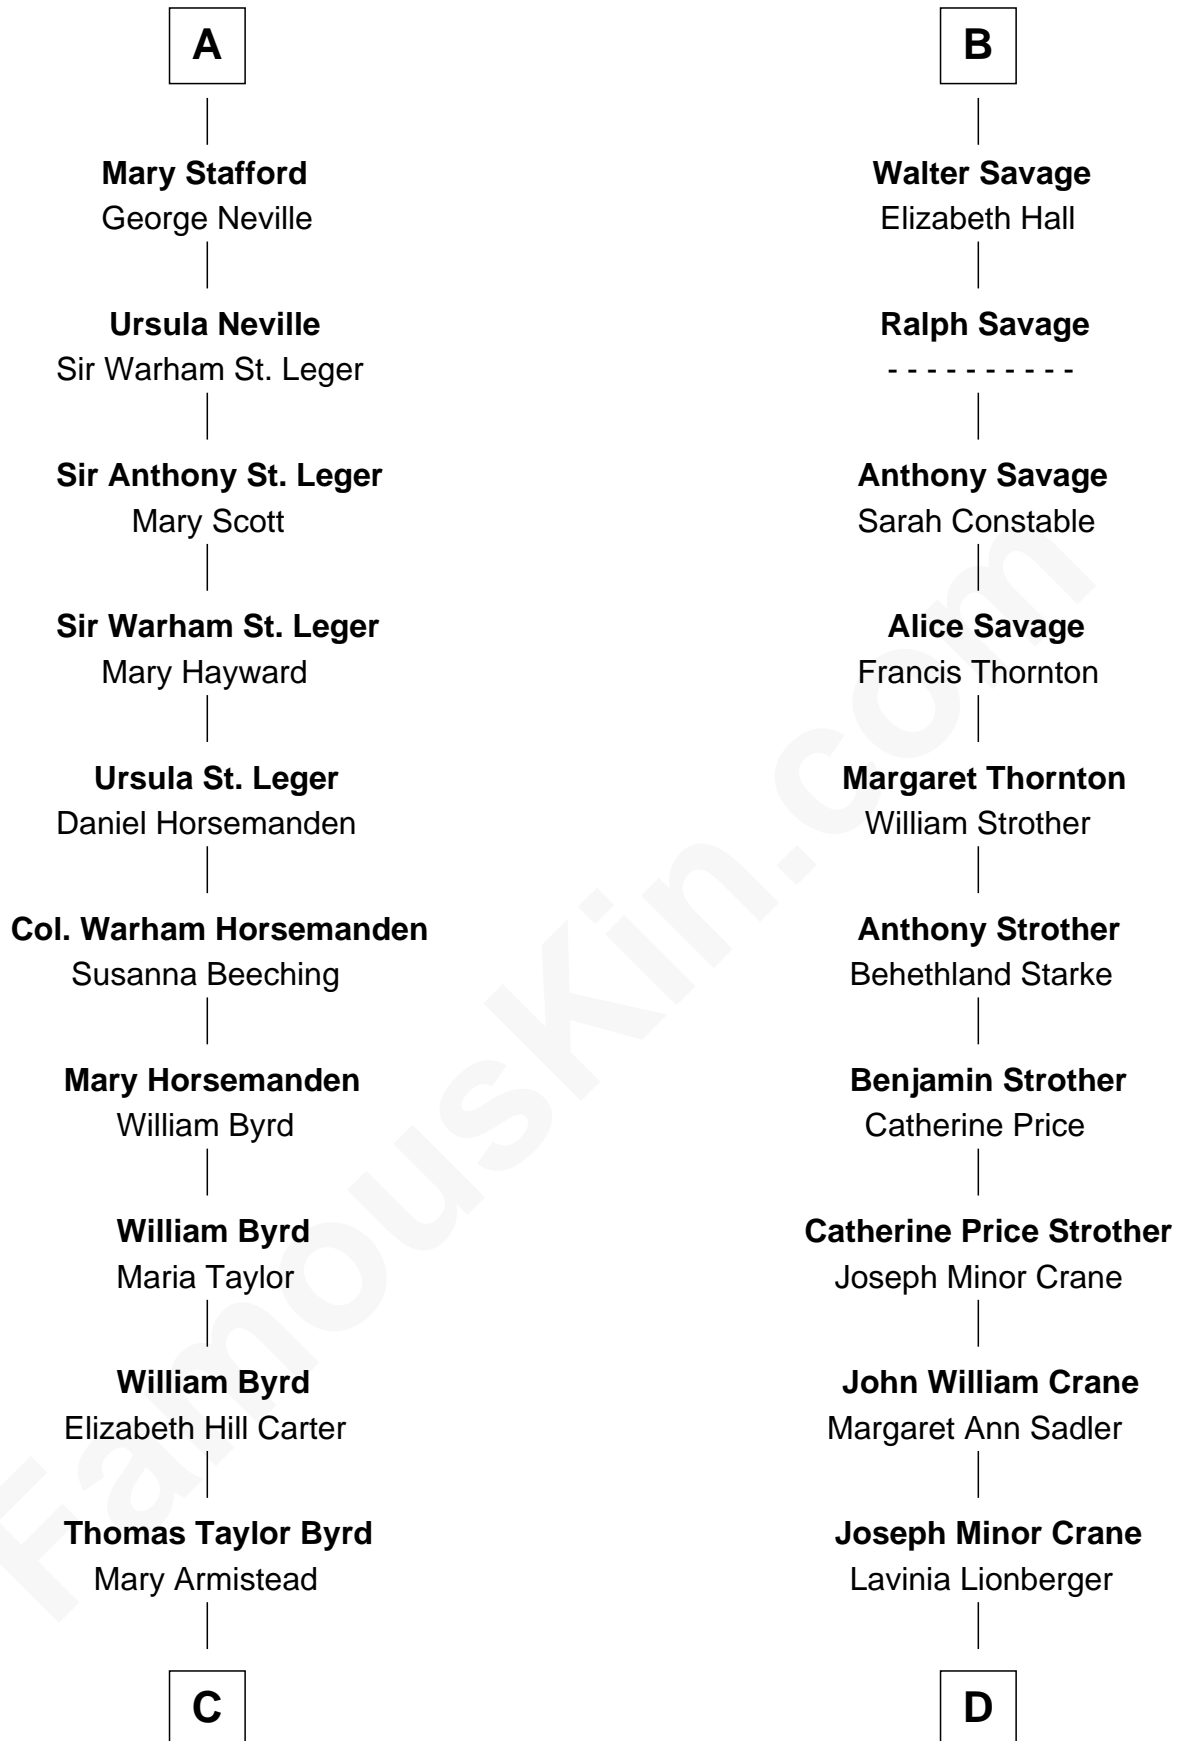 A
Mary Stafford
George Neville
Ursula Neville
Sir Warham St. Leger
Sir Anthony St. Leger
Mary Scott
Sir Warham St. Leger
Mary Hayward
Ursula St. Leger
Daniel Horsemanden
Col. Warham Horsemanden
Susanna Beeching
Mary Horsemanden
William Byrd
William Byrd
Maria Taylor
William Byrd
Elizabeth Hill Carter
Thomas Taylor Byrd
Mary Armistead
C
B
Walter Savage
Elizabeth Hall
Ralph Savage
- - - - - - - - - -
Anthony Savage
Sarah Constable
Alice Savage
Francis Thornton
Margaret Thornton
William Strother
Anthony Strother
Behethland Starke
Benjamin Strother
Catherine Price
Catherine Price Strother
Joseph Minor Crane
John William Crane
Margaret Ann Sadler
Joseph Minor Crane
Lavinia Lionberger
D
FamousKin.com